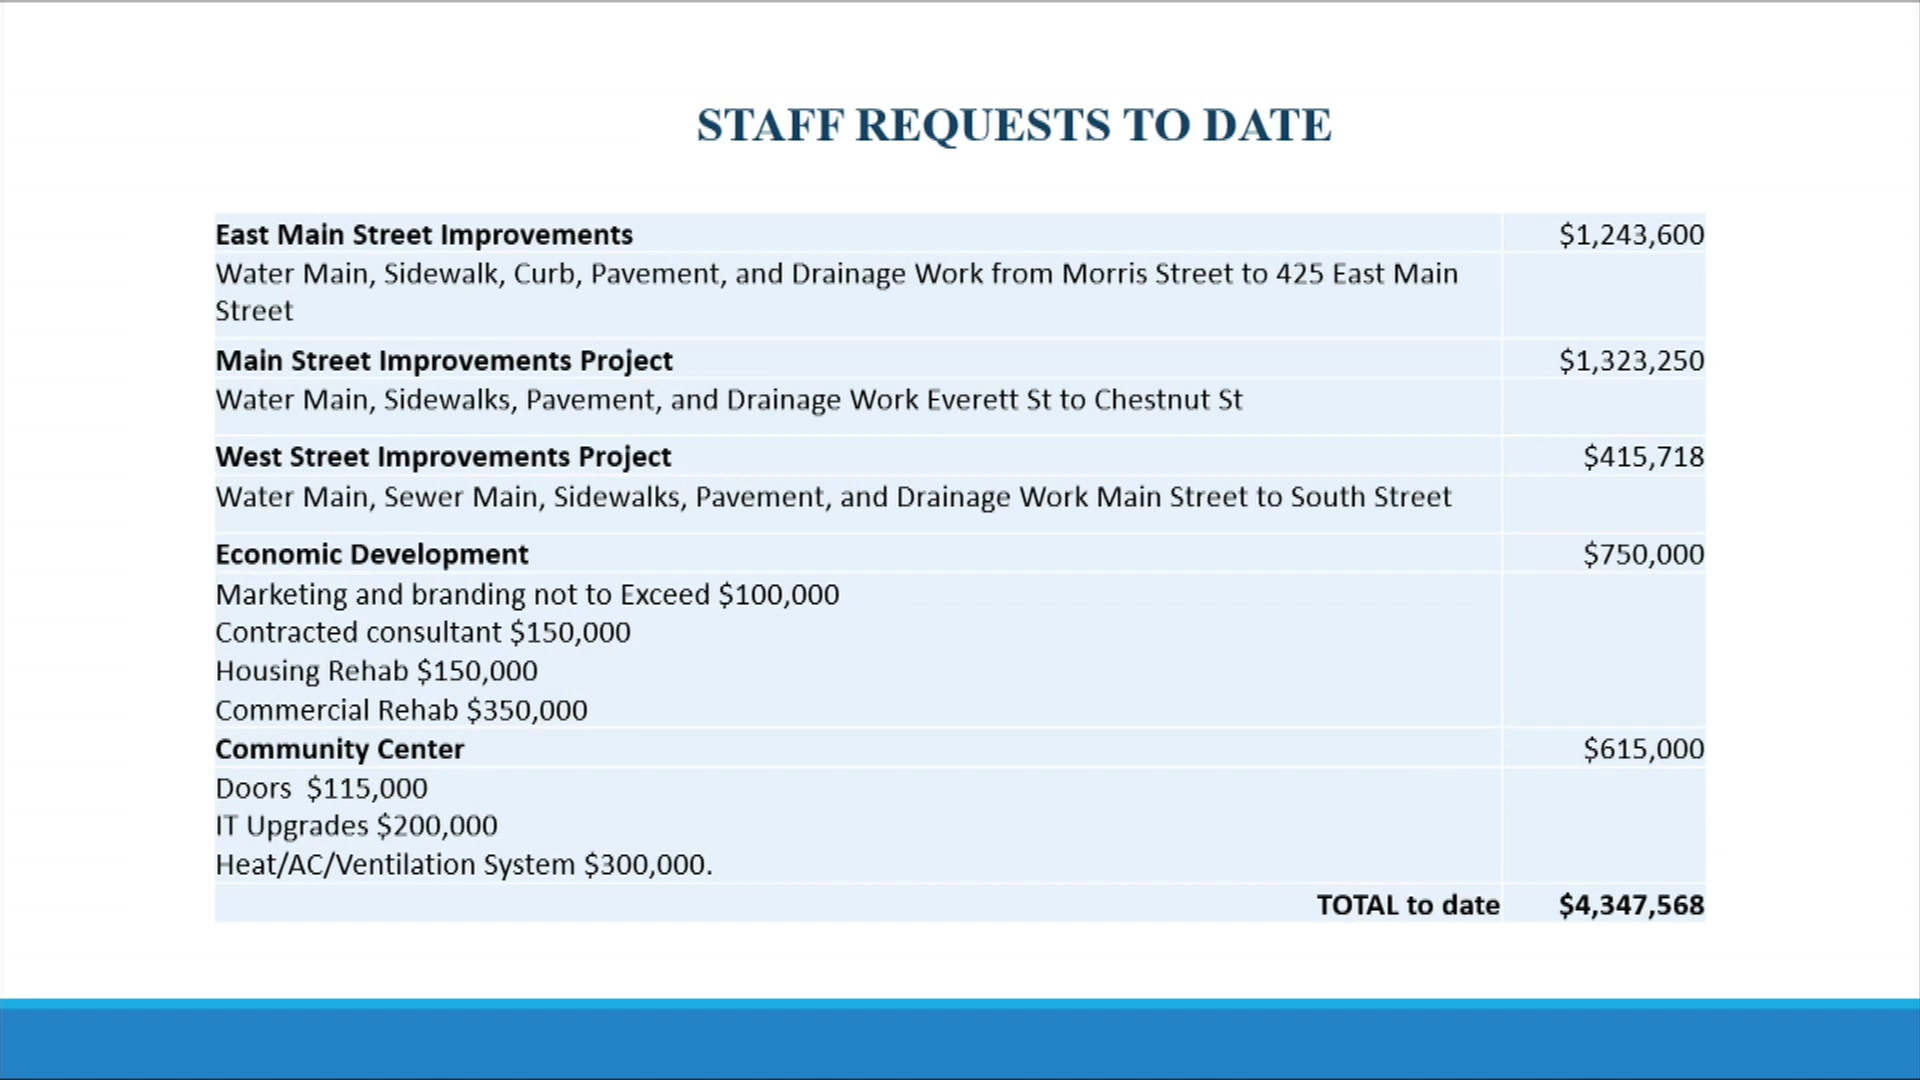 STAFF REQUESTS TO DATE
East Main Street Improvements $1,243,600
Water Main, Sidewalk, Curb, Pavement, and Drainage Work from Morris Street to 425 East Main
Street
Main Street Improvements Project $1,323,250
Water Main, Sidewalks, Pavement, and Drainage Work Everett St to Chestnut St
West Street Improvements Project $415,718
Water Main, Sewer Main, Sidewalks, Pavement, and Drainage Work Main Street to South Street
Economic Development $750,000
Marketing and branding not to Exceed $100,000
Contracted consultant $150,000
Housing Rehab $150,000
Commercial Rehab $350,000
Community Center $615,000
Doors  $115,000
IT Upgrades $200,000
Heat/AC/Ventilation System $300,000.
TOTAL to date $4,347,568